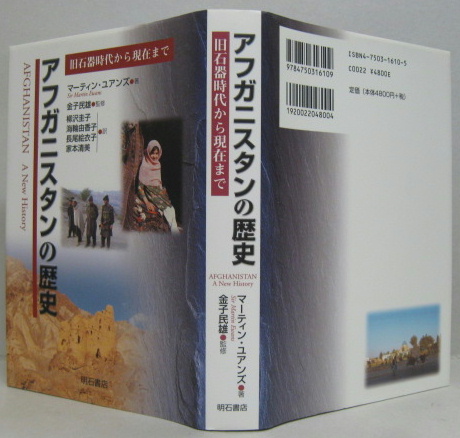 旧石器時代から現在まで
アフガニスタンの歴史
AFGHANISTAN A New History
マーティン・ユアンズ●著
Sir Martin Ewans
金子民雄●監修
柳沢圭子
海輪由香子
長尾絵衣子
家本清美
●訳
明石書店
アフガニスタンの歴史
旧石器時代から現在まで
AFGHANISTAN
A New History
マーティン・ユアンズ●著
Sir Martin Ewans
金子民雄●監修
明石書店
9784750316109
1920022048004
ISBN4-7503-1610-5
C0022 ¥4800E
定価(本体4800円+税)